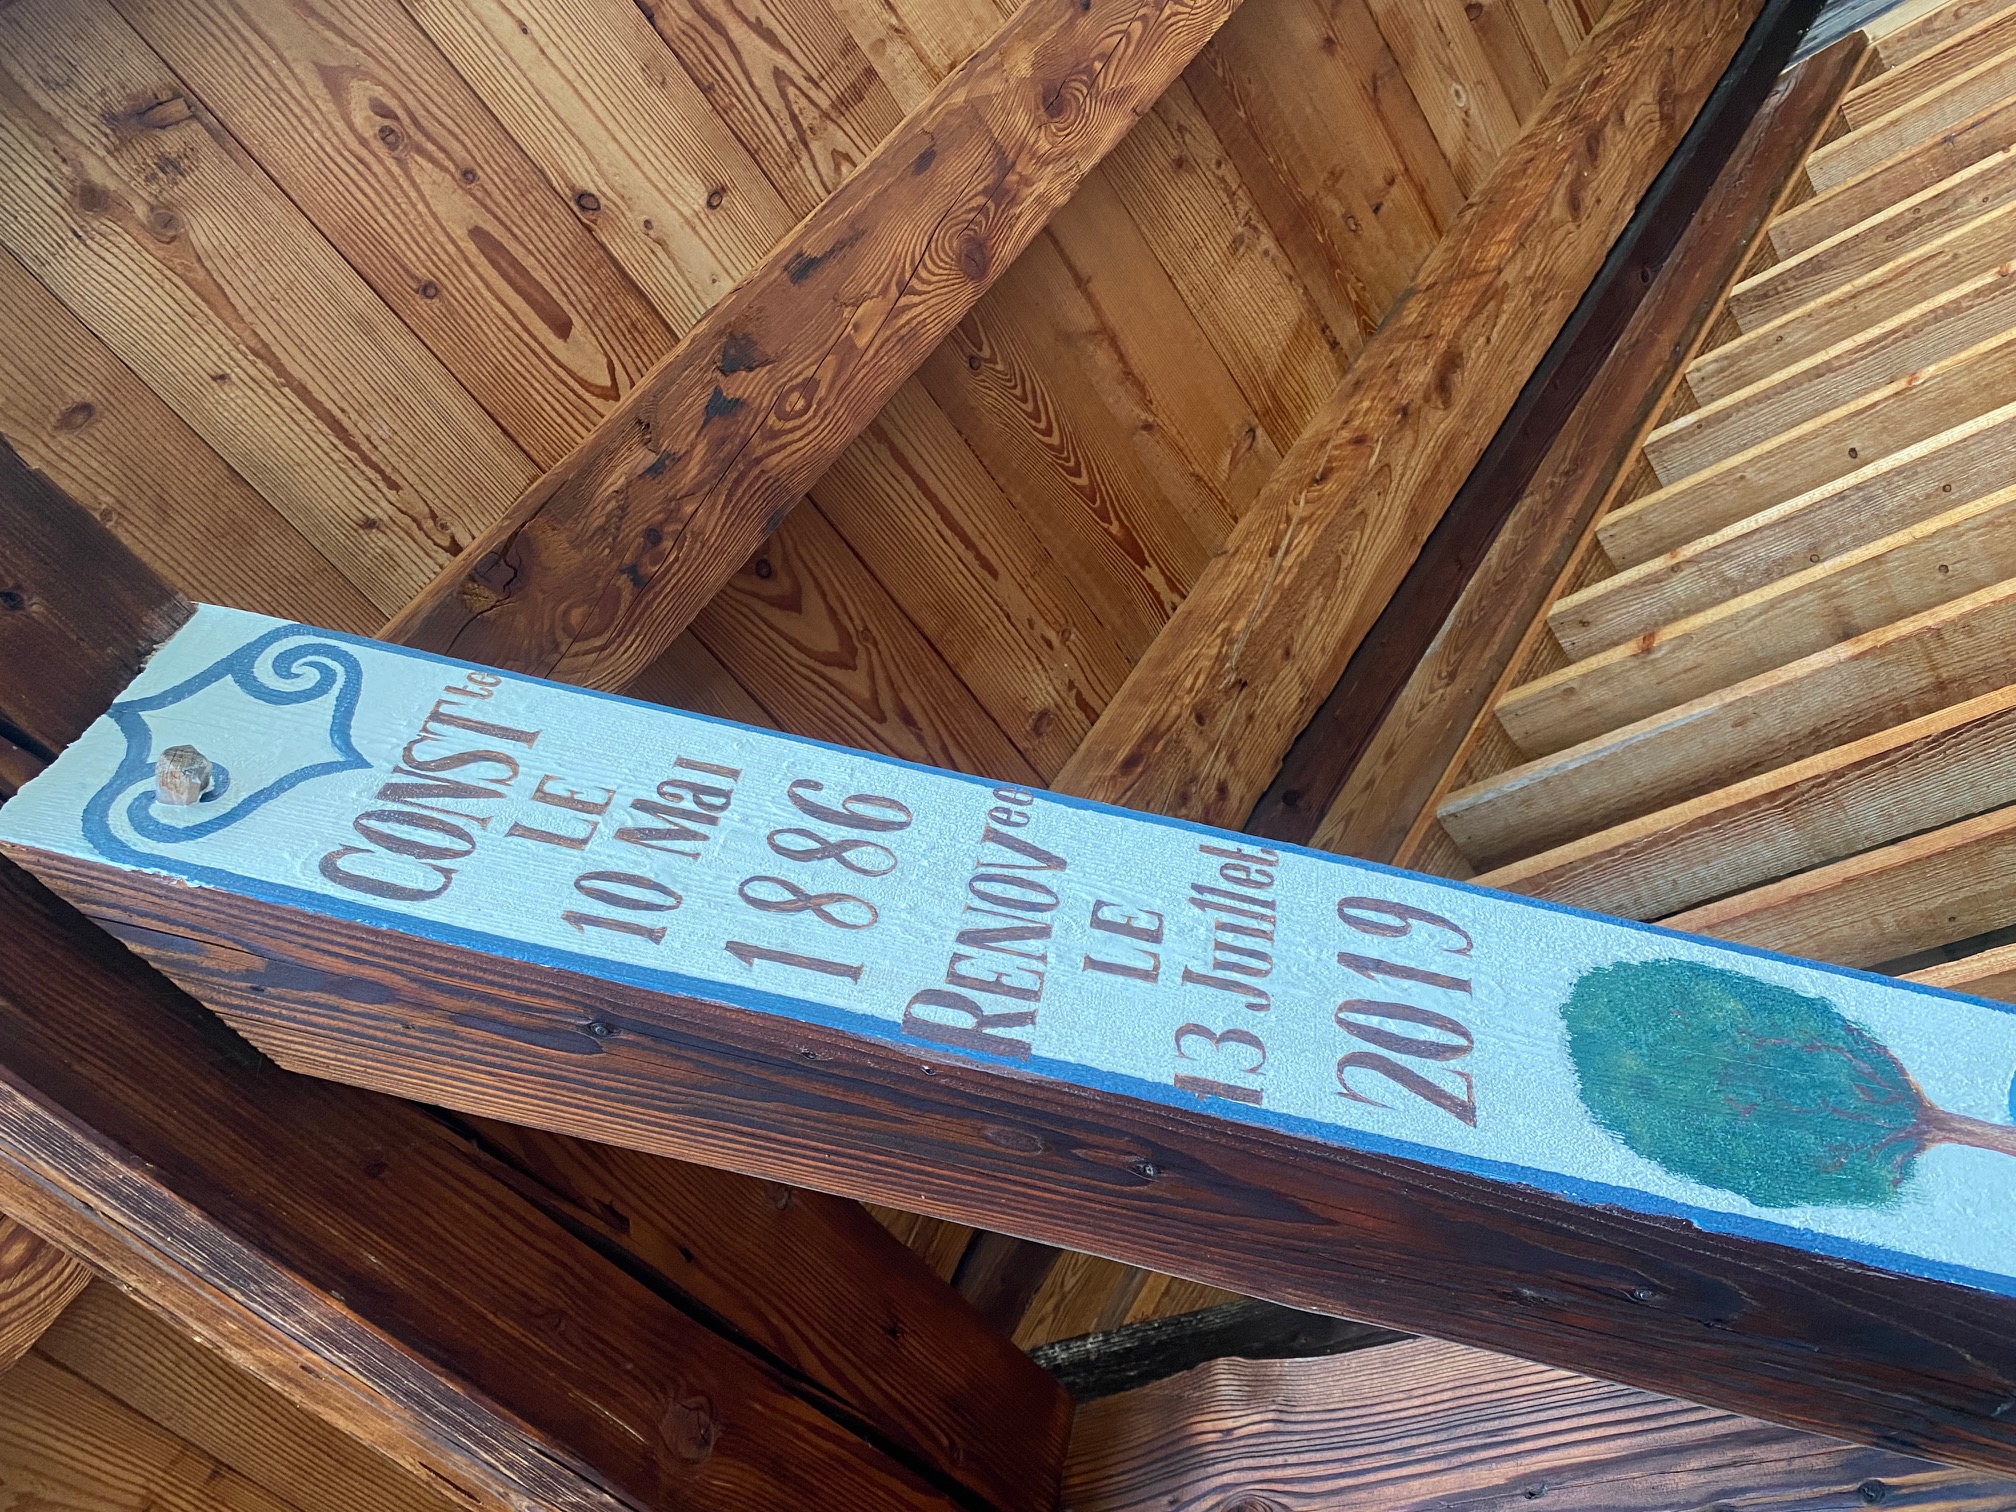 CONSTte
LE
10 Mai
1886
RENOVee
LE
13 Juillet
2019